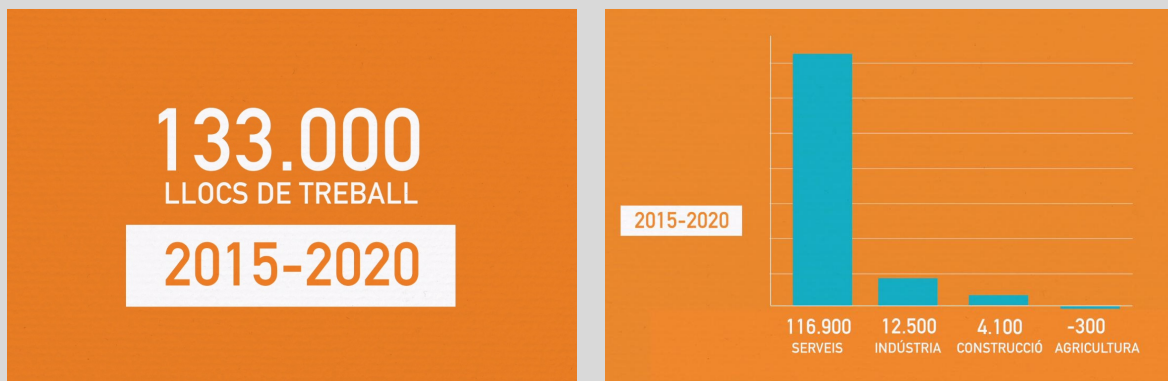 133.000
LLOCS DE TREBALL
2015-2020
2015-2020
116.900 12.500 4.100 -300
SERVEIS INDÚSTRIA CONSTRUCCIÓ AGRICULTURA